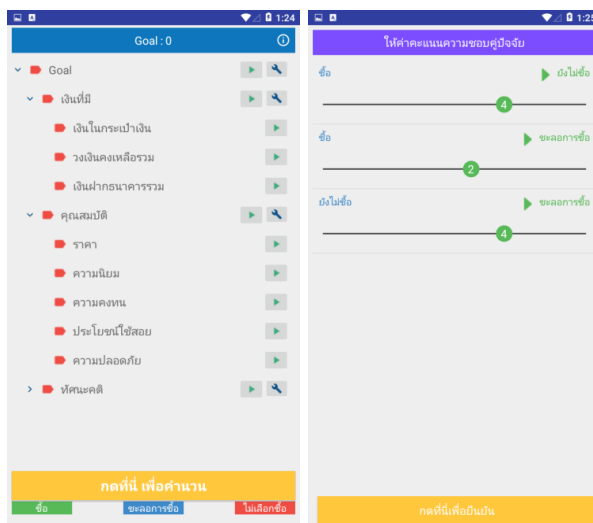 1:24
Goal : 0
Goal
เงินที่มี
เงินในกระเป๋าเงิน
วงเงินคงเหลือรวม
เงินฝากธนาคารรวม
คุณสมบัติ
ราคา
ความนิยม
ความคงทน
ประโยชน์ใช้สอย
ความปลอดภัย
ทัศนะคติ
กดที่นี่ เพื่อคำนวน
ซื้อ ชะลอการซื้อ ไม่เลือกซื้อ
1:25
ให้ค่าคะแนนความชอบคู่ปัจจัย
ซื้อ ยังไม่ซื้อ
4
ซื้อ ชะลอการซื้อ
2
ยังไม่ซื้อ ชะลอการซื้อ
4
กดที่นี่เพื่อยืนยัน